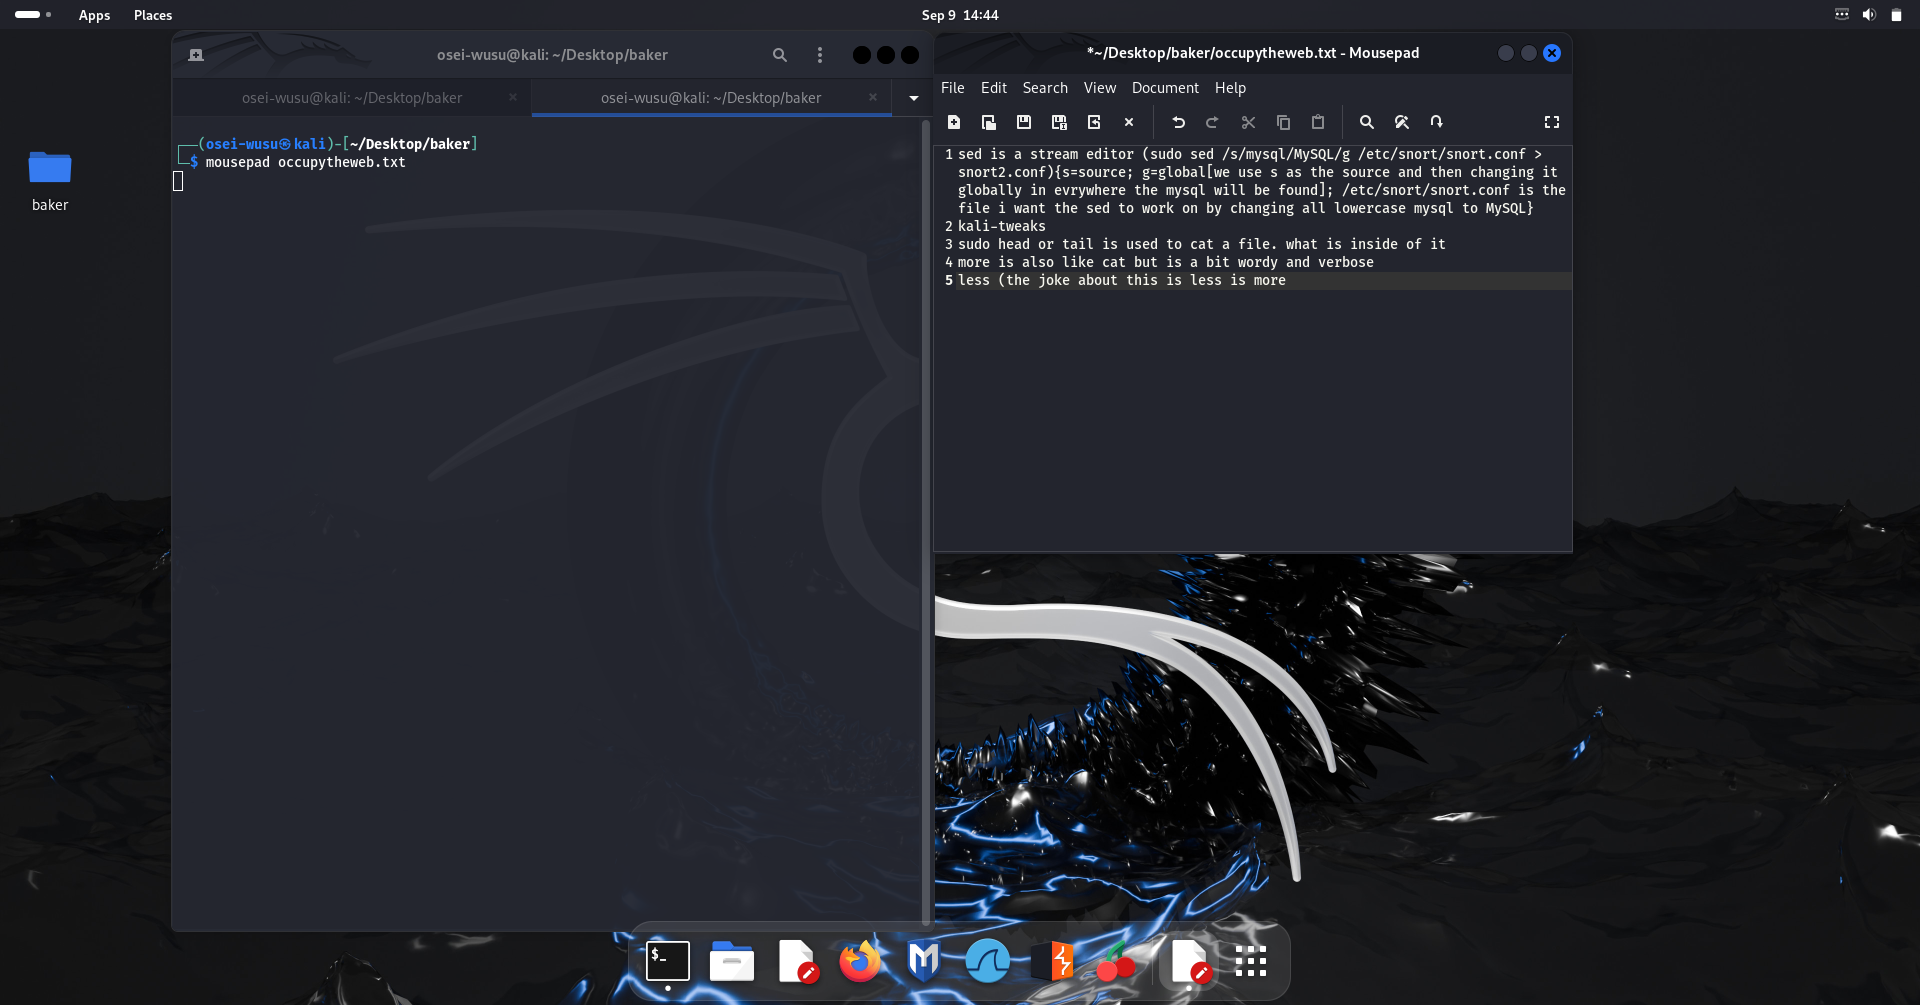 Apps Places Sep 9 14:44
osei-wusu@kali: ~/Desktop/baker
osei-wusu@kali: ~/Desktop/baker × osei-wusu@kali: ~/Desktop/baker ×
(osei-wusu㉿kali)-[~/Desktop/baker]
$ mousepad occupytheweb.txt
baker
*~/Desktop/baker/occupytheweb.txt - Mousepad
File Edit Search View Document Help
1 sed is a stream editor (sudo sed /s/mysql/MySQL/g /etc/snort/snort.conf >
snort2.conf){s=source; g=global[we use s as the source and then changing it
globally in evrywhere the mysql will be found]; /etc/snort/snort.conf is the
file i want the sed to work on by changing all lowercase mysql to MySQL}
2 kali-tweaks
3 sudo head or tail is used to cat a file. what is inside of it
4 more is also like cat but is a bit wordy and verbose
5 less (the joke about this is less is more
$_
M